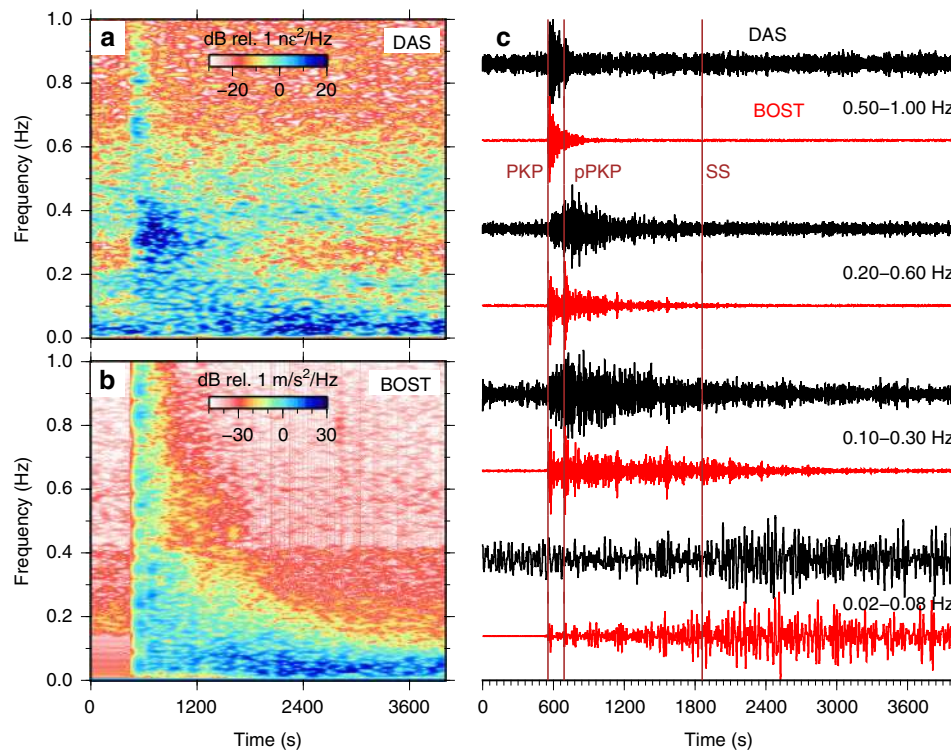 a
dB rel. 1 nε²/Hz
DAS
−20 0 20
1.0
0.8
0.6
0.4
0.2
0.0
Frequency (Hz)
b
dB rel. 1 m/s²/Hz
BOST
−30 0 30
1.0
0.8
0.6
0.4
0.2
0.0
Frequency (Hz)
0 1200 2400 3600
Time (s)
c
DAS
0.50–1.00 Hz
BOST
PKP pPKP SS
0.20–0.60 Hz
0.10–0.30 Hz
0.02–0.08 Hz
0 600 1200 1800 2400 3000 3600
Time (s)